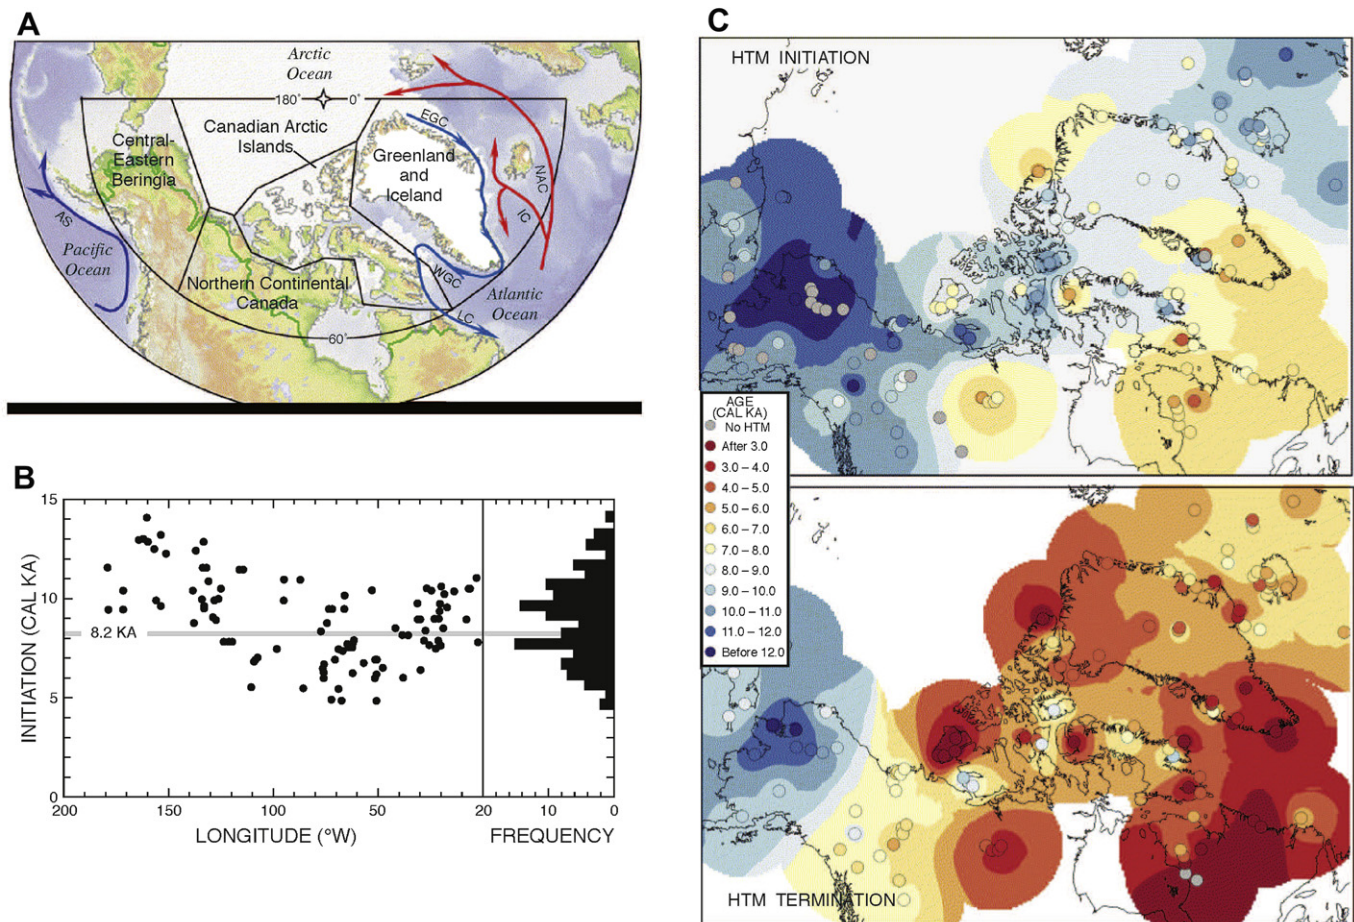 A
Arctic
Ocean
180°
0°
Canadian Arctic
Islands
Central-
Eastern
Beringia
Greenland
and
Iceland
EGC
NAC
IC
AS
Pacific
Ocean
WGC
Northern Continental
Canada
Atlantic
Ocean
LC
60°
B
INITIATION (CAL KA)
15
10
5
0
8.2 KA
200
150
100
50
20
10
0
LONGITUDE (°W)
FREQUENCY
C
HTM INITIATION
AGE
(CAL KA)
No HTM
After 3.0
3.0 – 4.0
4.0 – 5.0
5.0 – 6.0
6.0 – 7.0
7.0 – 8.0
8.0 – 9.0
9.0 – 10.0
10.0 – 11.0
11.0 – 12.0
Before 12.0
HTM TERMINATION